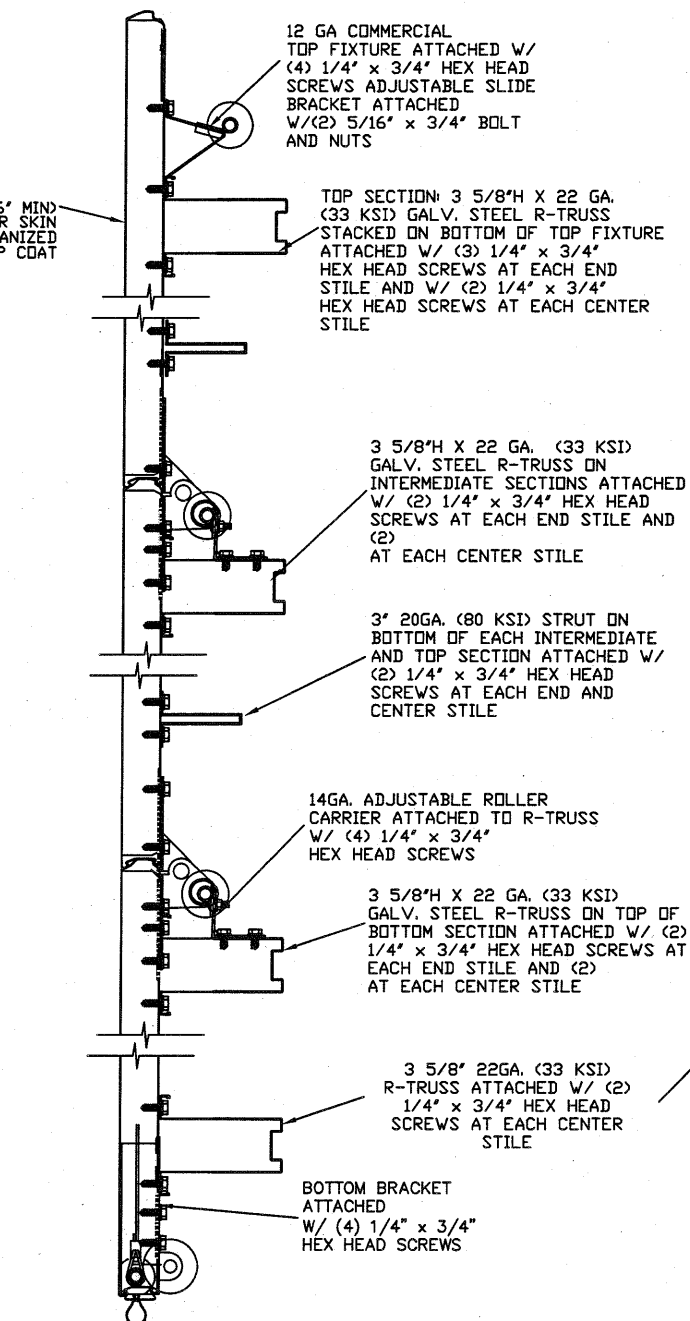 12 GA COMMERCIAL
TOP FIXTURE ATTACHED W/
(4) 1/4" x 3/4" HEX HEAD
SCREWS ADJUSTABLE SLIDE
BRACKET ATTACHED
W/(2) 5/16" x 3/4" BOLT
AND NUTS
6" MIN)
R SKIN
ANIZED
P COAT
TOP SECTION: 3 5/8"H X 22 GA.
(33 KSI) GALV. STEEL R-TRUSS
STACKED ON BOTTOM OF TOP FIXTURE
ATTACHED W/ (3) 1/4" x 3/4"
HEX HEAD SCREWS AT EACH END
STILE AND W/ (2) 1/4" x 3/4"
HEX HEAD SCREWS AT EACH CENTER
STILE
3 5/8"H X 22 GA. (33 KSI)
GALV. STEEL R-TRUSS ON
INTERMEDIATE SECTIONS ATTACHED
W/ (2) 1/4" x 3/4" HEX HEAD
SCREWS AT EACH END STILE AND
(2)
AT EACH CENTER STILE
3" 20GA. (80 KSI) STRUT ON
BOTTOM OF EACH INTERMEDIATE
AND TOP SECTION ATTACHED W/
(2) 1/4" x 3/4" HEX HEAD
SCREWS AT EACH END AND
CENTER STILE
14GA. ADJUSTABLE ROLLER
CARRIER ATTACHED TO R-TRUSS
W/ (4) 1/4" x 3/4"
HEX HEAD SCREWS
3 5/8"H X 22 GA. (33 KSI)
GALV. STEEL R-TRUSS ON TOP OF
BOTTOM SECTION ATTACHED W/ (2)
1/4" x 3/4" HEX HEAD SCREWS AT
EACH END STILE AND (2)
AT EACH CENTER STILE
3 5/8" 22GA. (33 KSI)
R-TRUSS ATTACHED W/ (2)
1/4" x 3/4" HEX HEAD
SCREWS AT EACH CENTER
STILE
BOTTOM BRACKET
ATTACHED
W/ (4) 1/4" x 3/4"
HEX HEAD SCREWS